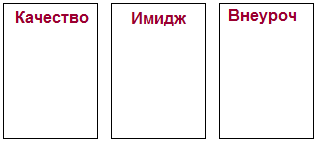 Качество
Имидж
Внеуроч